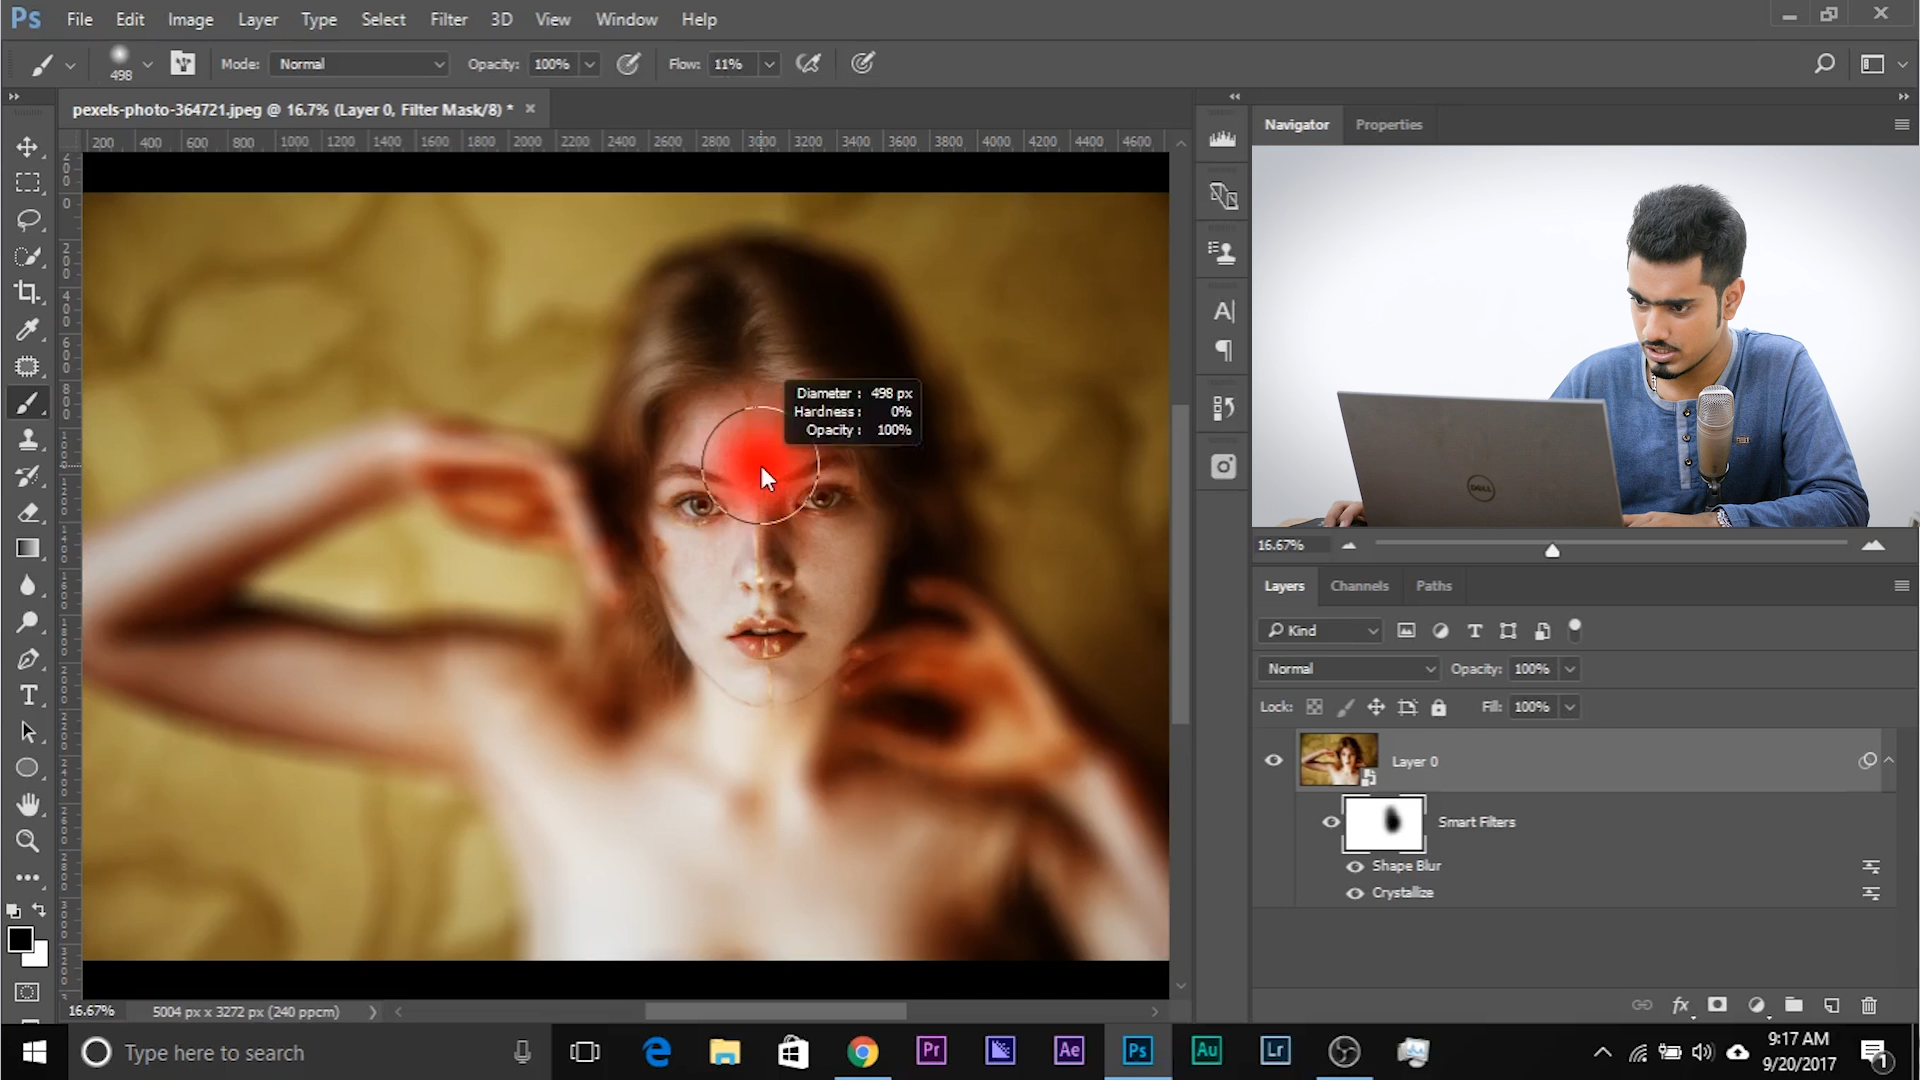 Ps File Edit Image Layer Type Select Filter 3D View Window Help
498 Mode: Normal Opacity: 100% Flow: 11%
pexels-photo-364721.jpeg @ 16.7% (Layer 0, Filter Mask/8) * ×
200 400 600 800 1000 1200 1400 1600 1800 2000 2200 2400 2600 2800 3000 3200 3400 3600 3800 4000 4200 4400 4600
Diameter : 498 px
Hardness : 0%
Opacity : 100%
16.67% 5004 px x 3272 px (240 ppcm)
Navigator Properties
DELL
16.67%
Layers Channels Paths
Kind
Normal Opacity: 100%
Lock: Fill: 100%
Layer 0
Smart Filters
Shape Blur
Crystallize
fx
Type here to search
Pr Ae Ps Au Lr
9:17 AM
9/20/2017
1